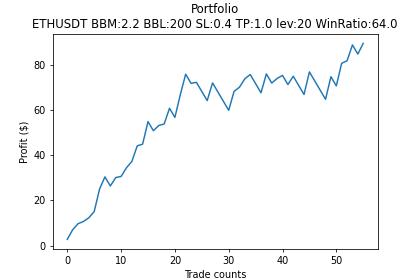 Portfolio
ETHUSDT BBM:2.2 BBL:200 SL:0.4 TP:1.0 lev:20 WinRatio:64.0
80
60
40
20
0
Profit ($)
0 10 20 30 40 50
Trade counts